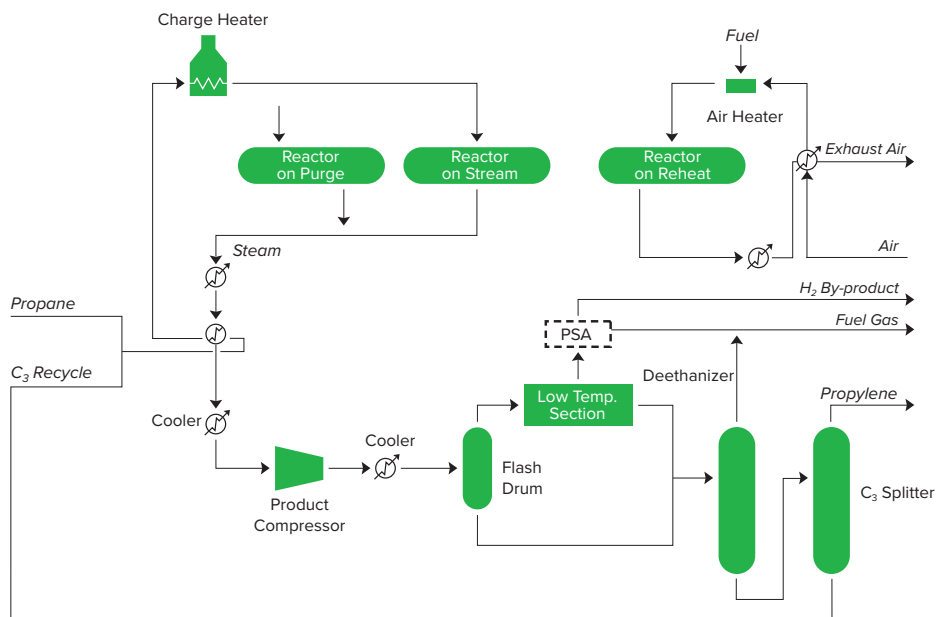 Charge Heater
Fuel
Air Heater
Reactor
on Purge
Reactor
on Stream
Reactor
on Reheat
Exhaust Air
Steam
Air
Propane
H₂ By-product
PSA
Fuel Gas
C₃ Recycle
Deethanizer
Propylene
Low Temp.
Section
Cooler
Cooler
Flash
Drum
C₃ Splitter
Product
Compressor